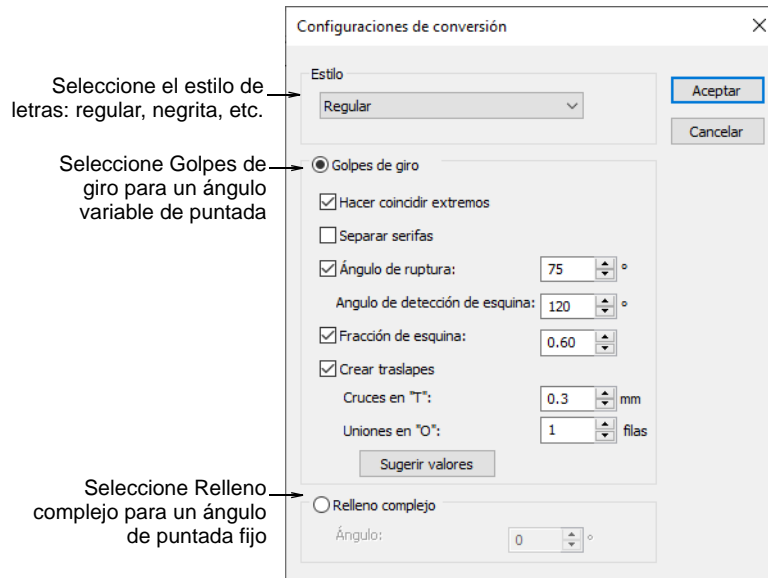 Configuraciones de conversión
Seleccione el estilo de
letras: regular, negrita, etc.
Estilo
Regular
Aceptar
Cancelar
Seleccione Golpes de
giro para un ángulo
variable de puntada
Golpes de giro
Hacer coincidir extremos
Separar serifas
Ángulo de ruptura: 75 °
Angulo de detección de esquina: 120 °
Fracción de esquina: 0.60
Crear traslapes
Cruces en "T": 0.3 mm
Uniones en "O": 1 filas
Sugerir valores
Seleccione Relleno
complejo para un ángulo
de puntada fijo
Relleno complejo
Ángulo: 0 °